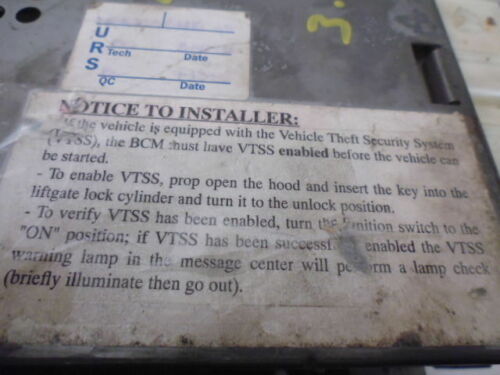 U
R Tech Date
S
QC Date
3.
NOTICE TO INSTALLER:
If the vehicle is equipped with the Vehicle Theft Security System
(VTSS), the BCM must have VTSS enabled before the vehicle can
be started.
- To enable VTSS, prop open the hood and insert the key into the
liftgate lock cylinder and turn it to the unlock position.
- To verify VTSS has been enabled, turn the ignition switch to the
"ON" position; if VTSS has been successf enabled the VTSS
warning lamp in the message center will perform a lamp check
(briefly illuminate then go out).